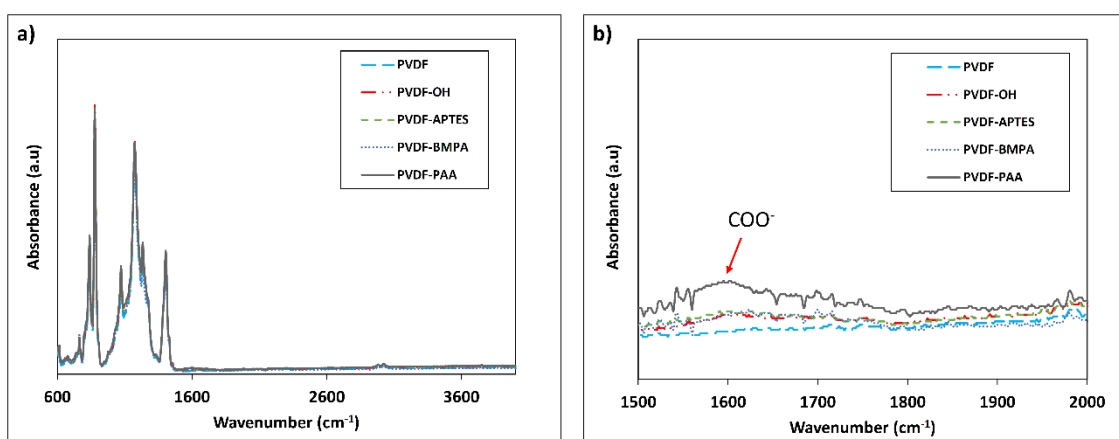 a)
PVDF
PVDF-OH
PVDF-APTES
PVDF-BMPA
PVDF-PAA
Absorbance (a.u)
600
1600
2600
3600
Wavenumber (cm⁻¹)
b)
PVDF
PVDF-OH
PVDF-APTES
PVDF-BMPA
PVDF-PAA
COO⁻
Absorbance (a.u)
1500
1600
1700
1800
1900
2000
Wavenumber (cm⁻¹)